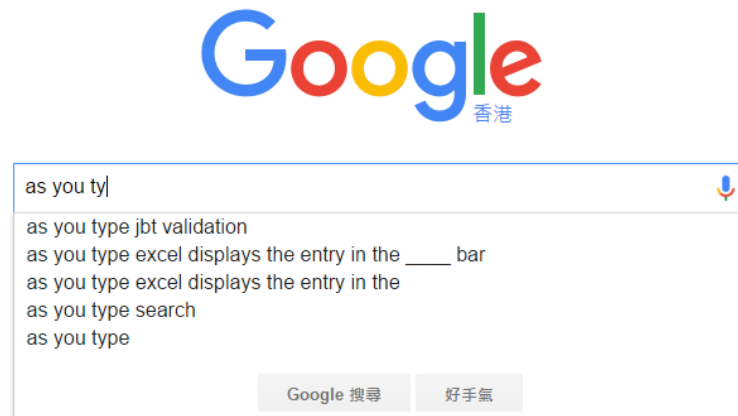 Google
香港
as you ty
as you type jbt validation
as you type excel displays the entry in the ____ bar
as you type excel displays the entry in the
as you type search
as you type
Google 搜尋 好手氣